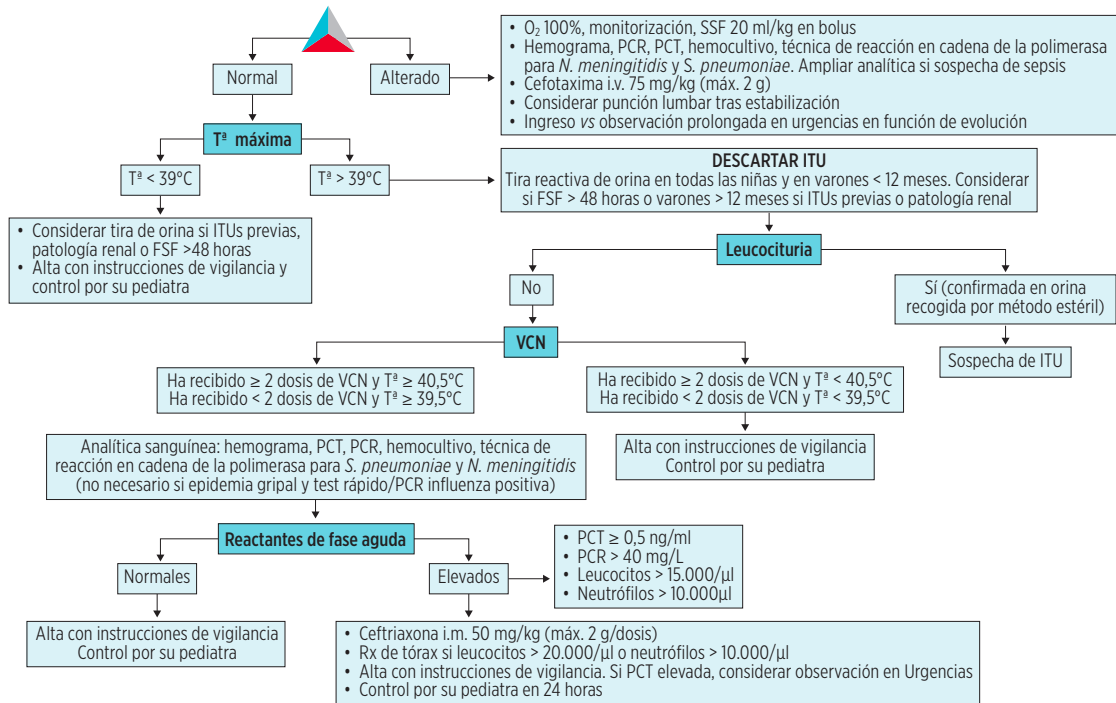 Normal
Alterado
• O₂ 100%, monitorización, SSF 20 ml/kg en bolus
• Hemograma, PCR, PCT, hemocultivo, técnica de reacción en cadena de la polimerasa
para N. meningitidis y S. pneumoniae. Ampliar analítica si sospecha de sepsis
• Cefotaxima i.v. 75 mg/kg (máx. 2 g)
• Considerar punción lumbar tras estabilización
• Ingreso vs observación prolongada en urgencias en función de evolución
Tª máxima
Tª < 39°C
Tª > 39°C
DESCARTAR ITU
Tira reactiva de orina en todas las niñas y en varones < 12 meses. Considerar
si FSF > 48 horas o varones > 12 meses si ITUs previas o patología renal
• Considerar tira de orina si ITUs previas,
patología renal o FSF >48 horas
• Alta con instrucciones de vigilancia y
control por su pediatra
Leucocituria
No
Sí (confirmada en orina
recogida por método estéril)
Sospecha de ITU
VCN
Ha recibido ≥ 2 dosis de VCN y Tª ≥ 40,5°C
Ha recibido < 2 dosis de VCN y Tª ≥ 39,5°C
Ha recibido ≥ 2 dosis de VCN y Tª < 40,5°C
Ha recibido < 2 dosis de VCN y Tª < 39,5°C
Analítica sanguínea: hemograma, PCT, PCR, hemocultivo, técnica de
reacción en cadena de la polimerasa para S. pneumoniae y N. meningitidis
(no necesario si epidemia gripal y test rápido/PCR influenza positiva)
Alta con instrucciones de vigilancia
Control por su pediatra
Reactantes de fase aguda
Normales
Elevados
• PCT ≥ 0,5 ng/ml
• PCR > 40 mg/L
• Leucocitos > 15.000/µl
• Neutrófilos > 10.000µl
Alta con instrucciones de vigilancia
Control por su pediatra
• Ceftriaxona i.m. 50 mg/kg (máx. 2 g/dosis)
• Rx de tórax si leucocitos > 20.000/µl o neutrófilos > 10.000/µl
• Alta con instrucciones de vigilancia. Si PCT elevada, considerar observación en Urgencias
• Control por su pediatra en 24 horas